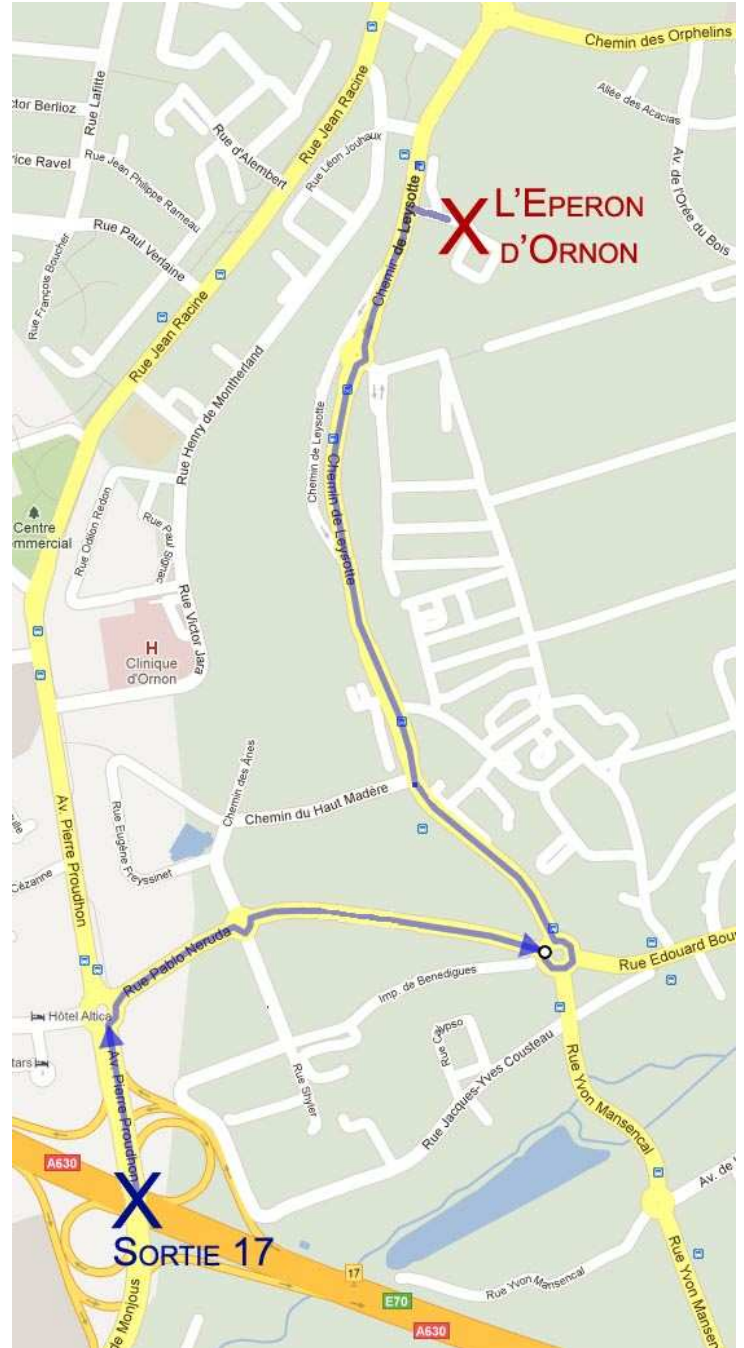 Chemin des Orphelins
Rue Lafitte
ctor Berlioz
Allée des Acacias
Rue Jean Racine
Rue d'Alembert
Rue Léon Jouhaux
rice Ravel
Rue Jean Philippe Rameau
Av. de l'Orée du Bois
L'EPERON
D'ORNON
X
Rue Paul Verlaine
Rue François Boucher
Chemin de Leysotte
Rue Jean Racine
Rue Henry de Montherland
Chemin de Leysotte
Chemin de Leysotte
Centre
mmercial
Rue Odilon Redon
Rue Paul Signac
Rue Victor Jara
H
Clinique
d'Ornon
Chemin des Ânes
Chemin du Haut Madère
Rue Eugène Freyssinet
Av. Pierre Proudhon
ille
Cézanne
Rue Pablo Neruda
Rue Edouard Bour
Imp. de Benedigues
Hôtel Altica
tars
Rue Calypso
Rue Jacques-Yves Cousteau
Rue Shyler
Av. Pierre Proudhon
Rue Yvon Mansencal
A630
X
SORTIE 17
Av. de
17
Rue Yvon Mansencal
Rue Yvon Mansen
E70
A630
de Monjous